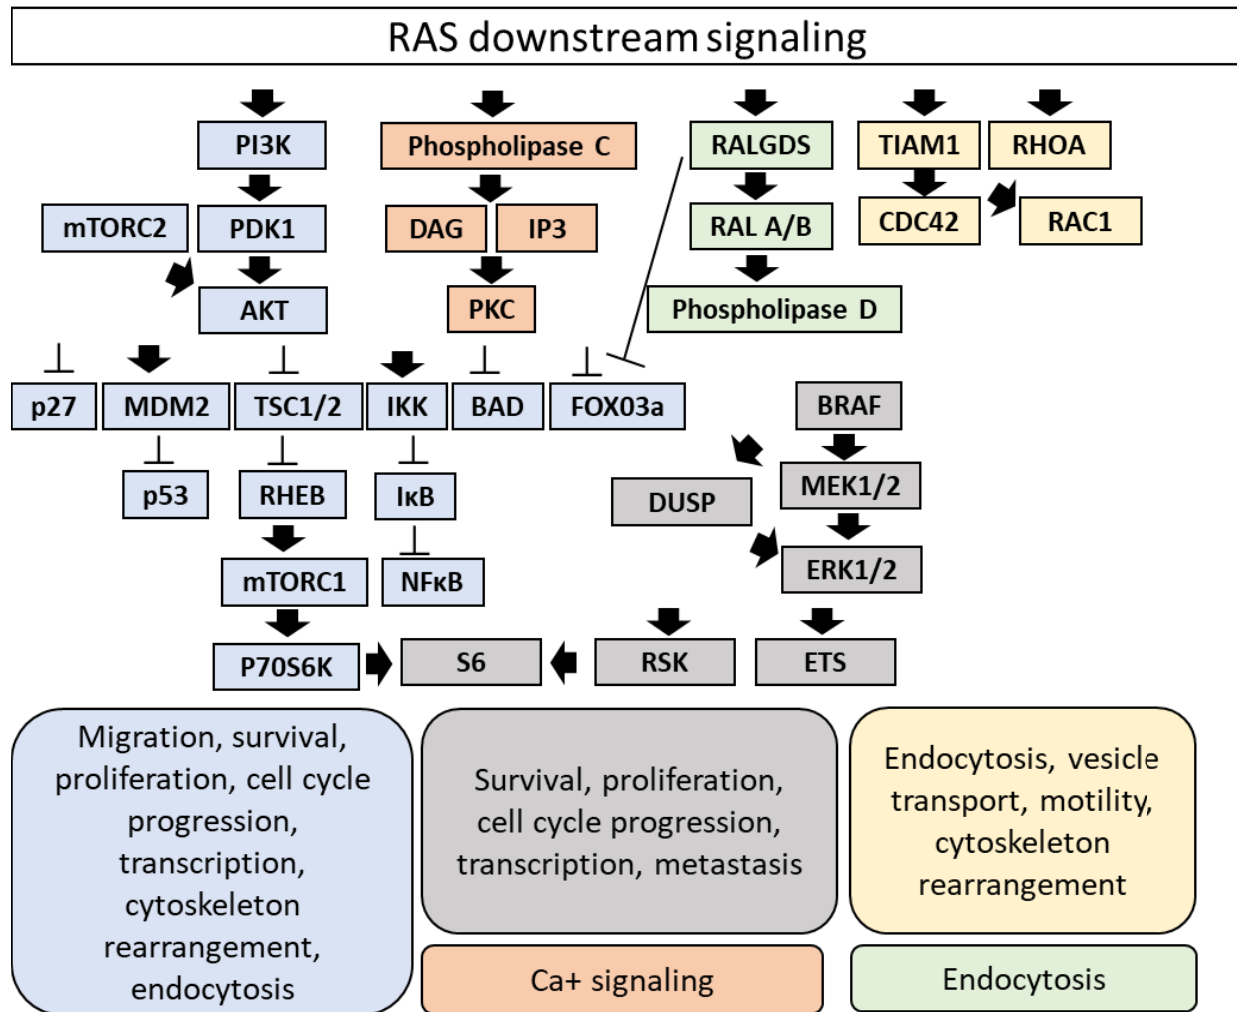 RAS downstream signaling
PI3K
Phospholipase C
RALGDS
TIAM1
RHOA
mTORC2
PDK1
DAG
IP3
RAL A/B
CDC42
RAC1
AKT
PKC
Phospholipase D
p27
MDM2
TSC1/2
IKK
BAD
FOX03a
BRAF
p53
RHEB
IκB
DUSP
MEK1/2
mTORC1
NFκB
ERK1/2
P70S6K
S6
RSK
ETS
Migration, survival,
proliferation, cell cycle
progression,
transcription,
cytoskeleton
rearrangement,
endocytosis
Survival, proliferation,
cell cycle progression,
transcription, metastasis
Endocytosis, vesicle
transport, motility,
cytoskeleton
rearrangement
Ca+ signaling
Endocytosis